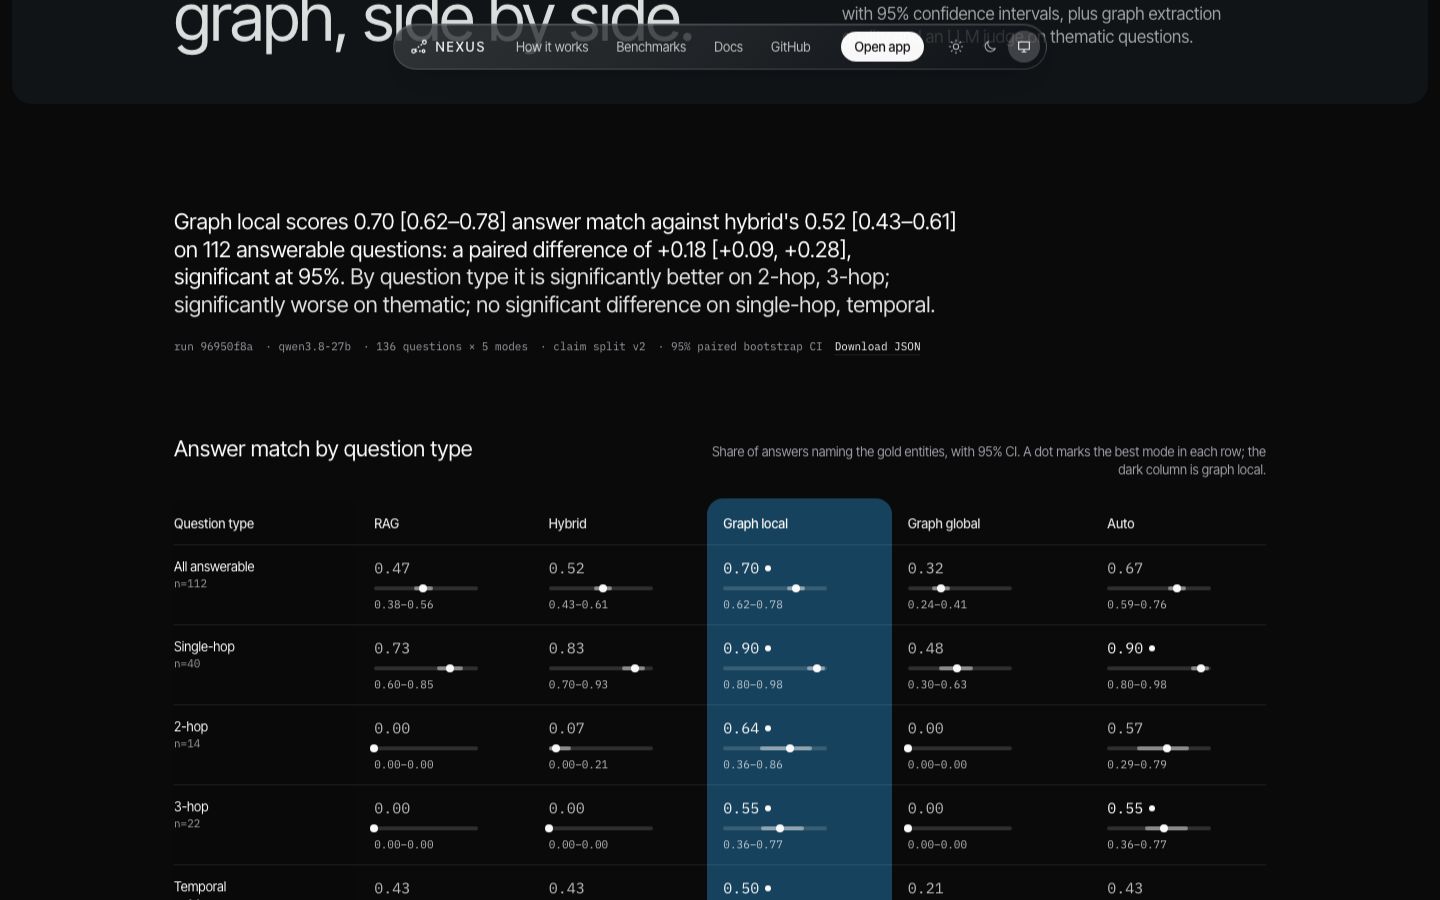 graph, side by side.
with 95% confidence intervals, plus graph extraction
an LLM judge on thematic questions.
NEXUS How it works Benchmarks Docs GitHub Open app
Graph local scores 0.70 [0.62–0.78] answer match against hybrid's 0.52 [0.43–0.61]
on 112 answerable questions: a paired difference of +0.18 [+0.09, +0.28],
significant at 95%. By question type it is significantly better on 2-hop, 3-hop;
significantly worse on thematic; no significant difference on single-hop, temporal.
run 96950f8a · qwen3.8-27b · 136 questions × 5 modes · claim split v2 · 95% paired bootstrap CI Download JSON
Answer match by question type
Share of answers naming the gold entities, with 95% CI. A dot marks the best mode in each row; the
dark column is graph local.
Question type RAG Hybrid Graph local Graph global Auto
All answerable 0.47 0.52 0.70 0.32 0.67
n=112
0.38–0.56 0.43–0.61 0.62–0.78 0.24–0.41 0.59–0.76
Single-hop 0.73 0.83 0.90 0.48 0.90
n=40
0.60–0.85 0.70–0.93 0.80–0.98 0.30–0.63 0.80–0.98
2-hop 0.00 0.07 0.64 0.00 0.57
n=14
0.00–0.00 0.00–0.21 0.36–0.86 0.00–0.00 0.29–0.79
3-hop 0.00 0.00 0.55 0.00 0.55
n=22
0.00–0.00 0.00–0.00 0.36–0.77 0.00–0.00 0.36–0.77
Temporal 0.43 0.43 0.50 0.21 0.43